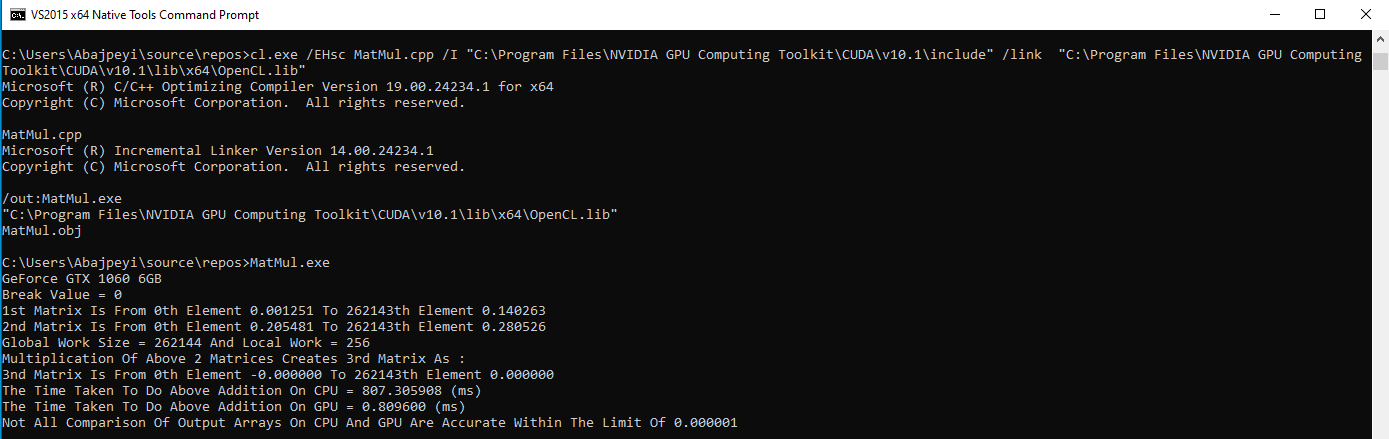 VS2015 x64 Native Tools Command Prompt
C:\Users\Abajpeyi\source\repos>cl.exe /EHsc MatMul.cpp /I "C:\Program Files\NVIDIA GPU Computing Toolkit\CUDA\v10.1\include" /link  "C:\Program Files\NVIDIA GPU Computing
Toolkit\CUDA\v10.1\lib\x64\OpenCL.lib"
Microsoft (R) C/C++ Optimizing Compiler Version 19.00.24234.1 for x64
Copyright (C) Microsoft Corporation.  All rights reserved.
MatMul.cpp
Microsoft (R) Incremental Linker Version 14.00.24234.1
Copyright (C) Microsoft Corporation.  All rights reserved.
/out:MatMul.exe
"C:\Program Files\NVIDIA GPU Computing Toolkit\CUDA\v10.1\lib\x64\OpenCL.lib"
MatMul.obj
C:\Users\Abajpeyi\source\repos>MatMul.exe
GeForce GTX 1060 6GB
Break Value = 0
1st Matrix Is From 0th Element 0.001251 To 262143th Element 0.140263
2nd Matrix Is From 0th Element 0.205481 To 262143th Element 0.280526
Global Work Size = 262144 And Local Work = 256
Multiplication Of Above 2 Matrices Creates 3rd Matrix As :
3nd Matrix Is From 0th Element -0.000000 To 262143th Element 0.000000
The Time Taken To Do Above Addition On CPU = 807.305908 (ms)
The Time Taken To Do Above Addition On GPU = 0.809600 (ms)
Not All Comparison Of Output Arrays On CPU And GPU Are Accurate Within The Limit Of 0.000001